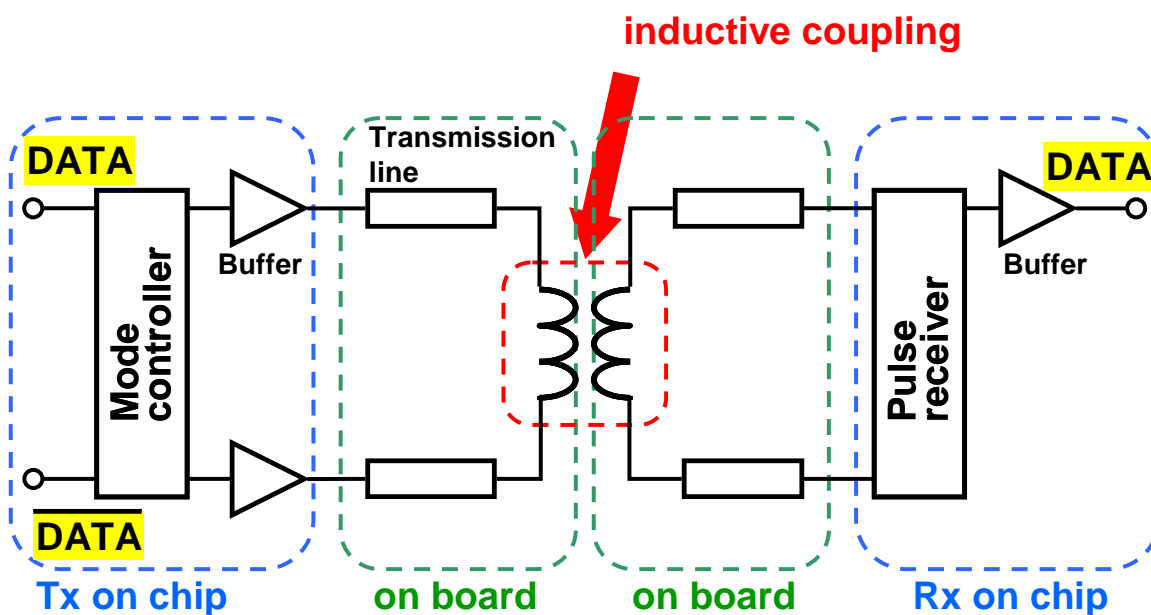 inductive coupling
Transmission
line
DATA
DATA
Buffer
Buffer
Mode
controller
Pulse
receiver
DATA
Tx on chip
on board
on board
Rx on chip